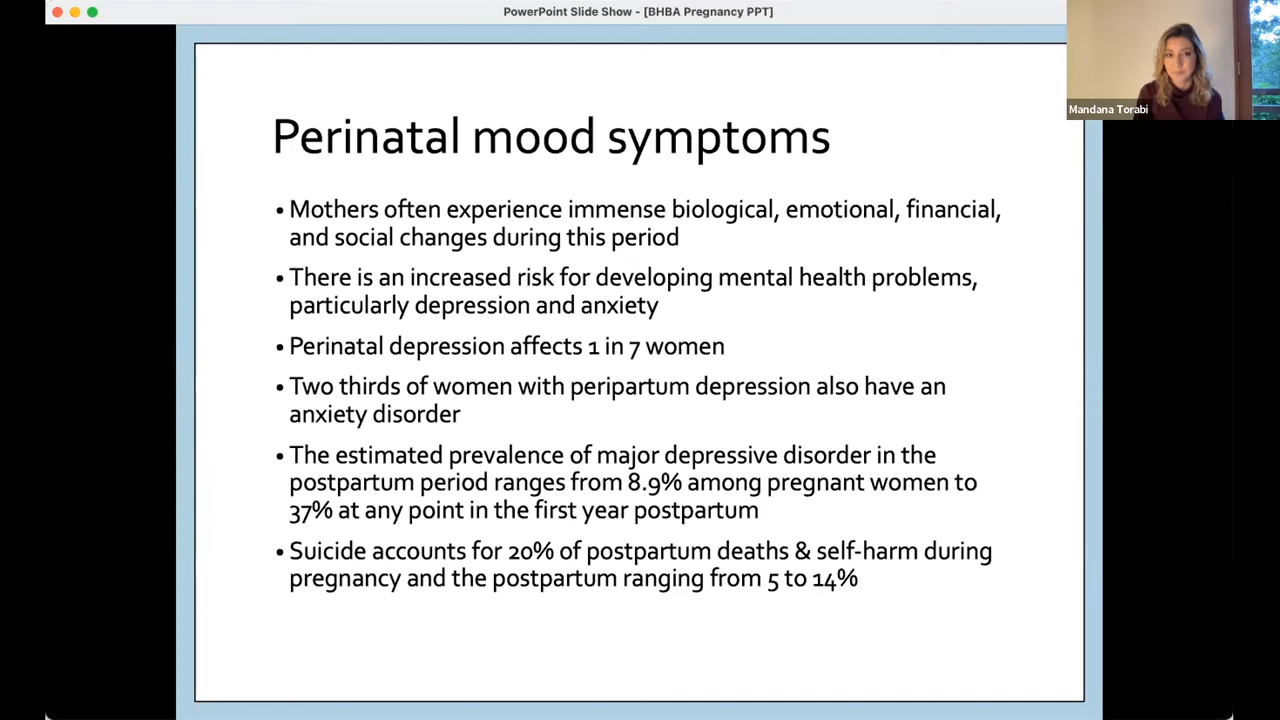 PowerPoint Slide Show - [BHBA Pregnancy PPT]
Mandana Torabi
Perinatal mood symptoms
• Mothers often experience immense biological, emotional, financial,
and social changes during this period
• There is an increased risk for developing mental health problems,
particularly depression and anxiety
• Perinatal depression affects 1 in 7 women
• Two thirds of women with peripartum depression also have an
anxiety disorder
• The estimated prevalence of major depressive disorder in the
postpartum period ranges from 8.9% among pregnant women to
37% at any point in the first year postpartum
• Suicide accounts for 20% of postpartum deaths & self-harm during
pregnancy and the postpartum ranging from 5 to 14%